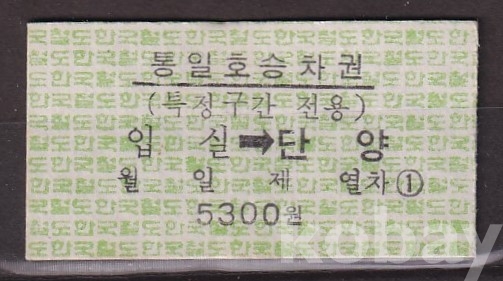 통일호승차권
(특정구간 전용)
입 실➡단 양
월 일 제 열차①
5300원
kobay